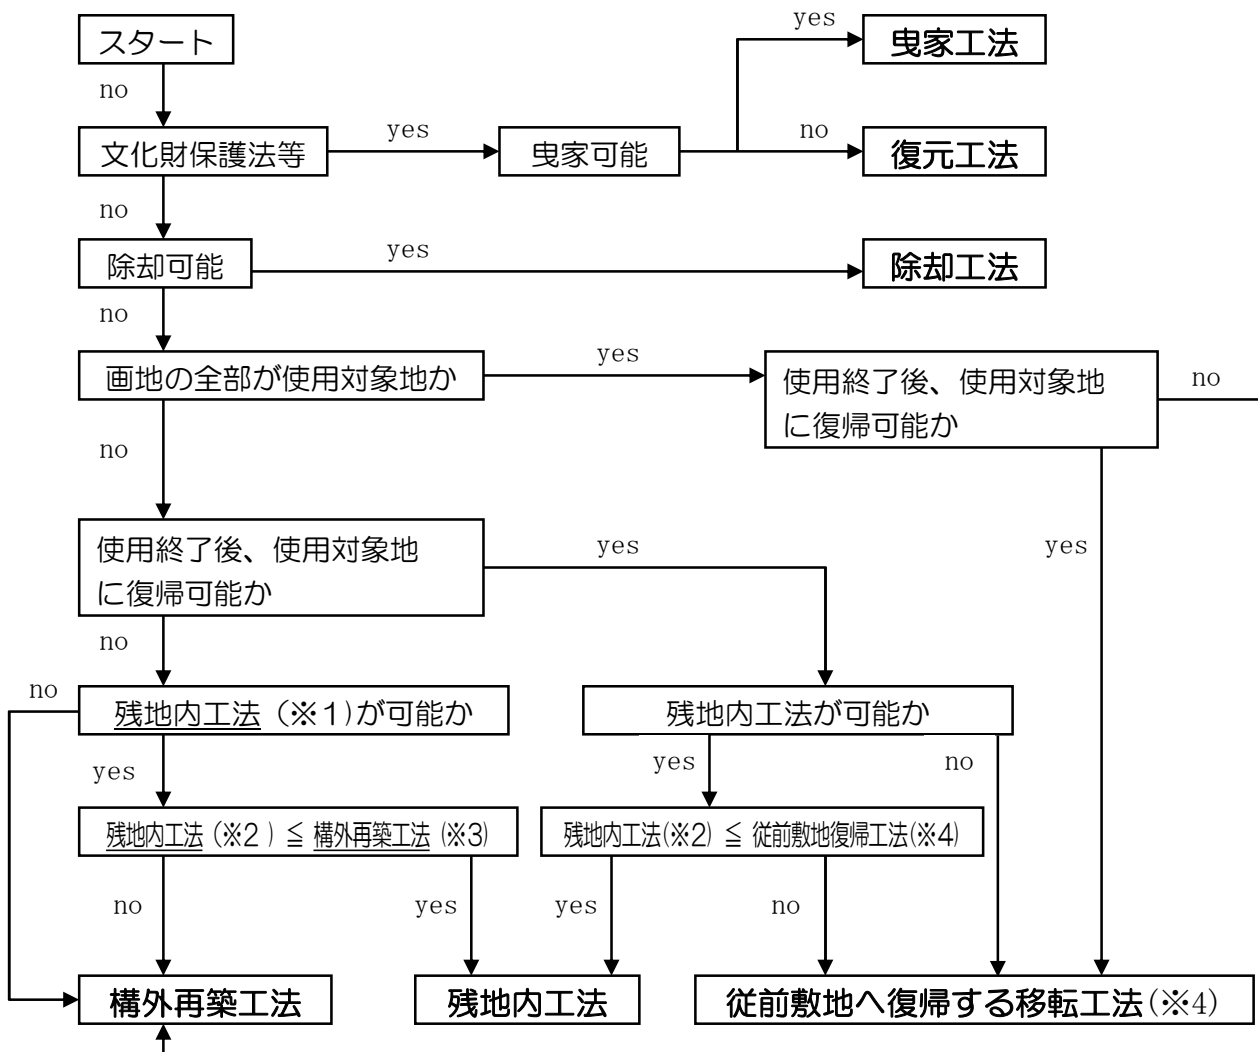 スタート
yes
曳家工法
no
文化財保護法等
yes
曳家可能
no
復元工法
no
除却可能
yes
除却工法
no
画地の全部が使用対象地か
yes
使用終了後、使用対象地
に復帰可能か
no
no
使用終了後、使用対象地
に復帰可能か
yes
yes
no
no
残地内工法（※1）が可能か
残地内工法が可能か
yes
yes
no
残地内工法（※2）≦ 構外再築工法（※3）
残地内工法(※2) ≦ 従前敷地復帰工法(※4)
no
yes
yes
no
構外再築工法
残地内工法
従前敷地へ復帰する移転工法(※4)